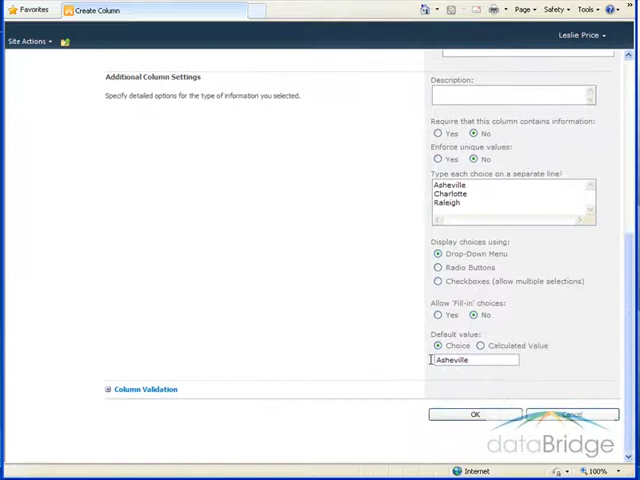 Favorites
Create Column
Page
Safety
Tools
Site Actions
Leslie Price
Additional Column Settings
Specify detailed options for the type of information you selected.
Description:
Require that this column contains information:
Yes No
Enforce unique values:
Yes No
Type each choice on a separate line:
Asheville
Charlotte
Raleigh
Display choices using:
Drop-Down Menu
Radio Buttons
Checkboxes (allow multiple selections)
Allow 'Fill-in' choices:
Yes No
Default value:
Choice Calculated Value
Asheville
Column Validation
OK
Cancel
dataBridge
Internet
100%